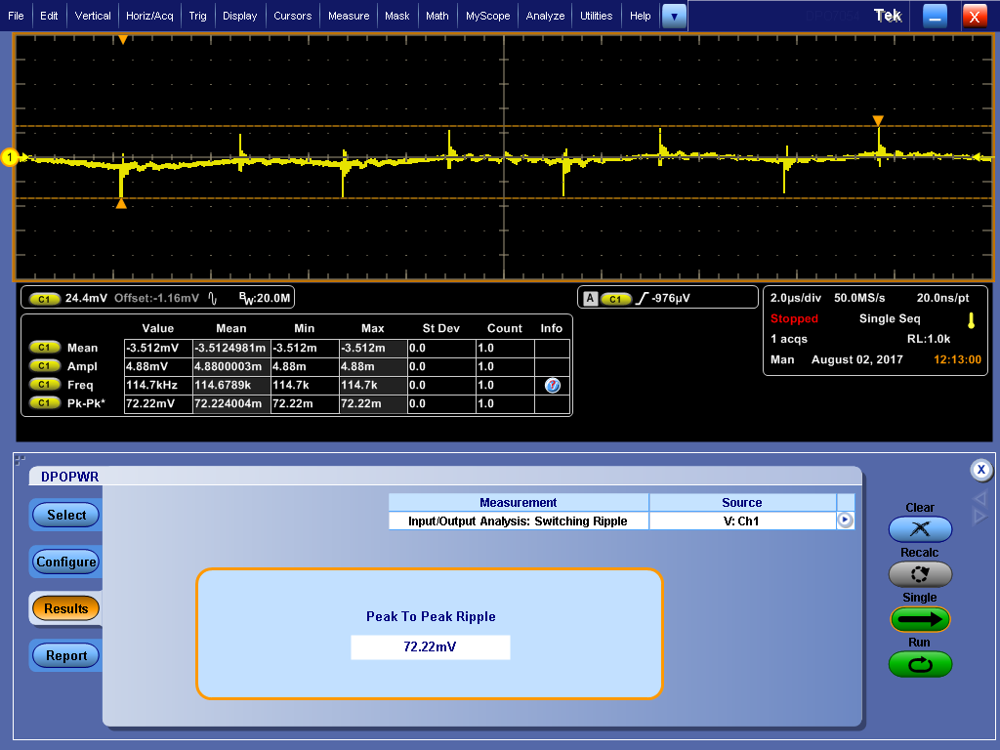 File Edit Vertical Horiz/Acq Trig Display Cursors Measure Mask Math MyScope Analyze Utilities Help Tek X
1
C1 24.4mV Offset:-1.16mV BW:20.0M
A C1 -976µV
2.0µs/div 50.0MS/s 20.0ns/pt
Stopped Single Seq
1 acqs RL:1.0k
Man August 02, 2017 12:13:00
Value Mean Min Max St Dev Count Info
C1 Mean -3.512mV -3.5124981m -3.512m -3.512m 0.0 1.0
C1 Ampl 4.88mV 4.8800003m 4.88m 4.88m 0.0 1.0
C1 Freq 114.7kHz 114.6789k 114.7k 114.7k 0.0 1.0
C1 Pk-Pk* 72.22mV 72.224004m 72.22m 72.22m 0.0 1.0
DPOPWR
X
Select
Configure
Results
Report
Measurement Source
Input/Output Analysis: Switching Ripple V: Ch1
Peak To Peak Ripple
72.22mV
Clear
Recalc
Single
Run